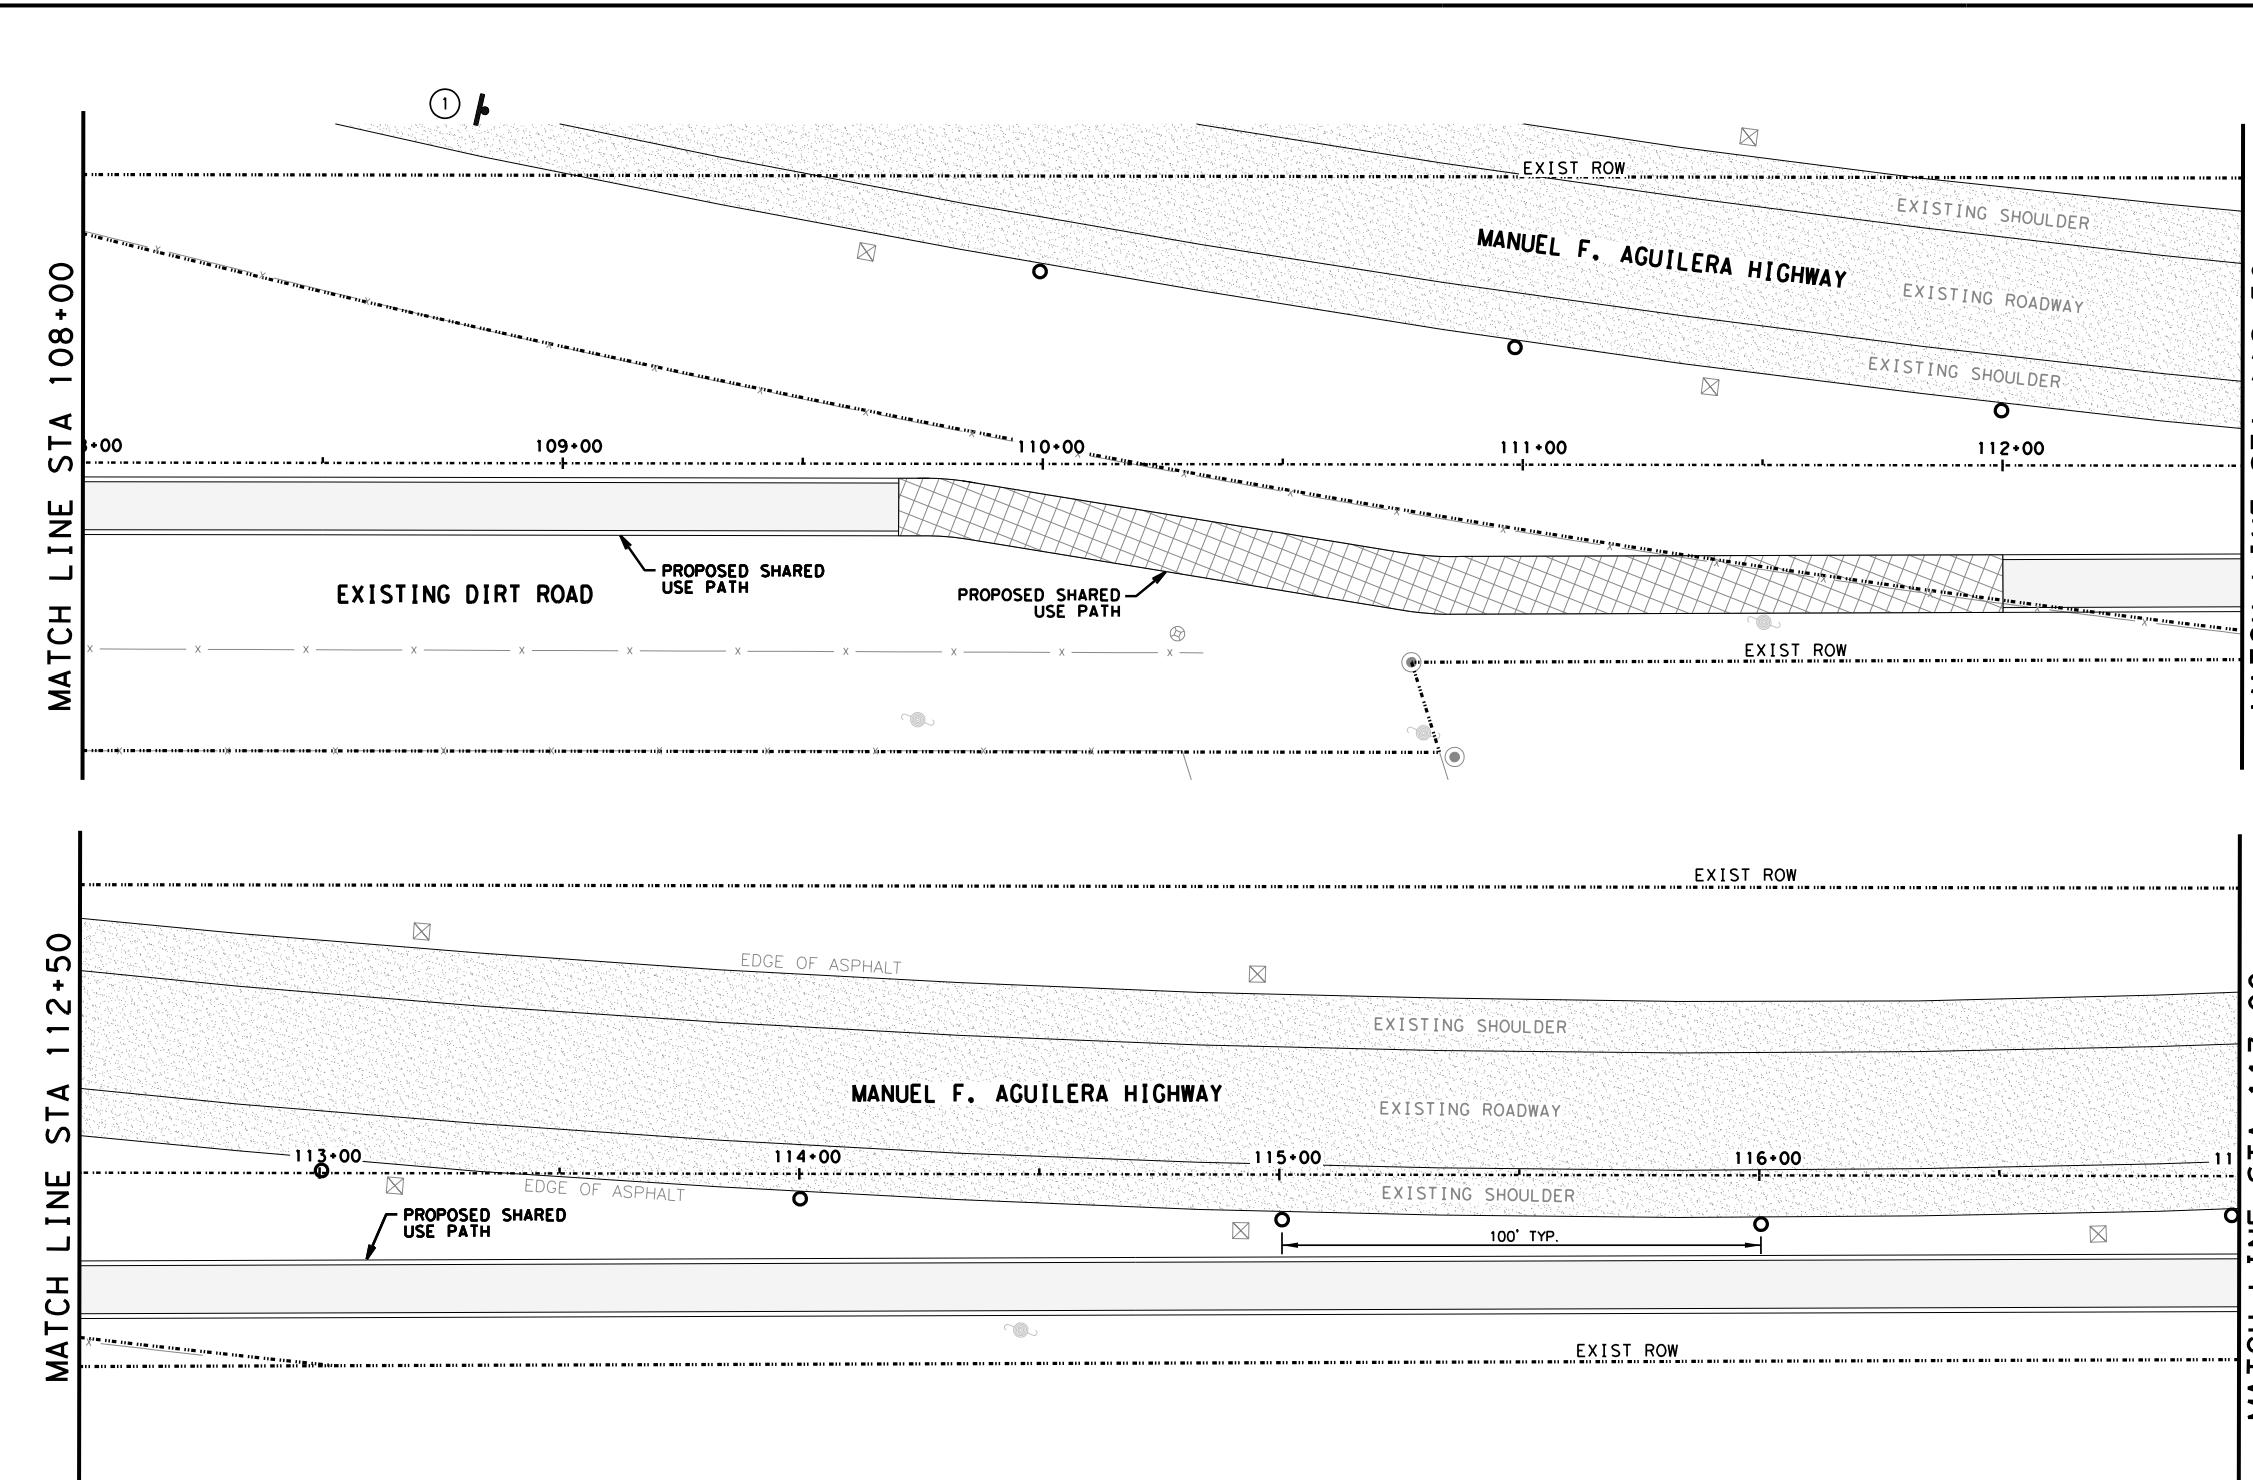 1
EXIST ROW
EXISTING SHOULDER
MANUEL F. AGUILERA HIGHWAY
EXISTING ROADWAY
EXISTING SHOULDER
MATCH LINE STA 108+00
+00
109+00
110+00
111+00
112+00
PROPOSED SHARED
USE PATH
EXISTING DIRT ROAD
PROPOSED SHARED
USE PATH
EXIST ROW
EXIST ROW
EDGE OF ASPHALT
EXISTING SHOULDER
MANUEL F. AGUILERA HIGHWAY
EXISTING ROADWAY
MATCH LINE STA 112+50
113+00
114+00
115+00
116+00
11
EDGE OF ASPHALT
EXISTING SHOULDER
PROPOSED SHARED
USE PATH
100' TYP.
EXIST ROW